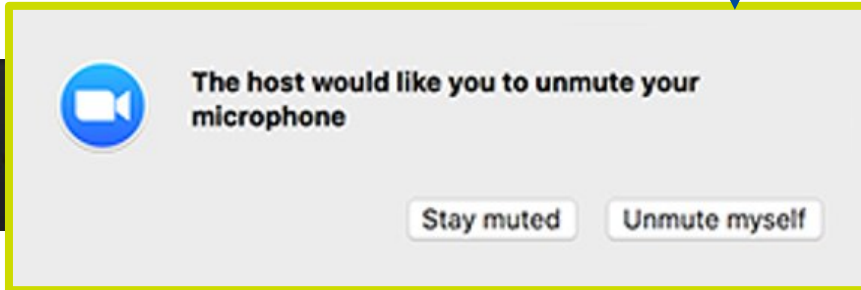 The host would like you to unmute your
microphone
Stay muted
Unmute myself